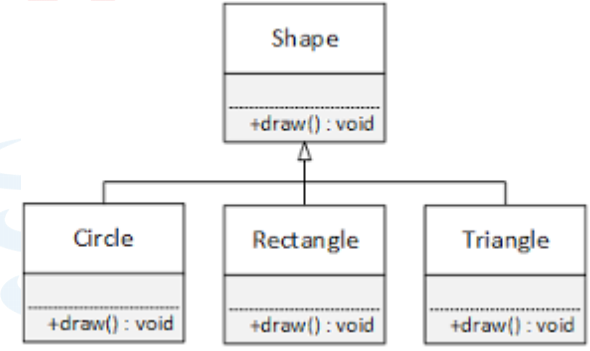 Shape
+draw() : void
Circle
Rectangle
Triangle
+draw() : void
+draw() : void
+draw() : void